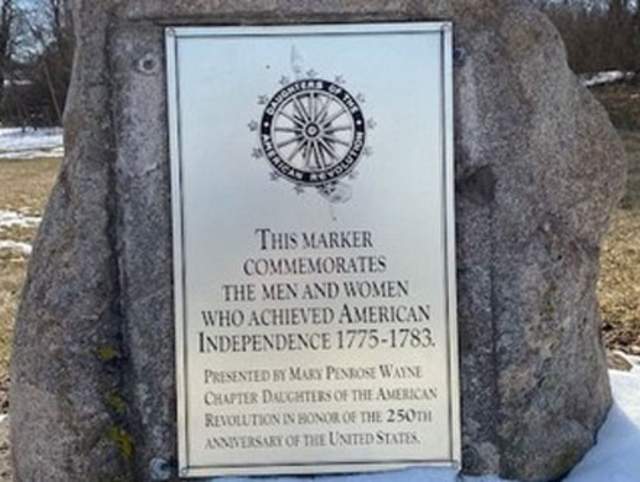 DAUGHTERS OF THE
AMERICAN REVOLUTION
THIS MARKER
COMMEMORATES
THE MEN AND WOMEN
WHO ACHIEVED AMERICAN
INDEPENDENCE 1775-1783.
PRESENTED BY MARY PENROSE WAYNE
CHAPTER DAUGHTERS OF THE AMERICAN
REVOLUTION IN HONOR OF THE 250TH
ANNIVERSARY OF THE UNITED STATES.